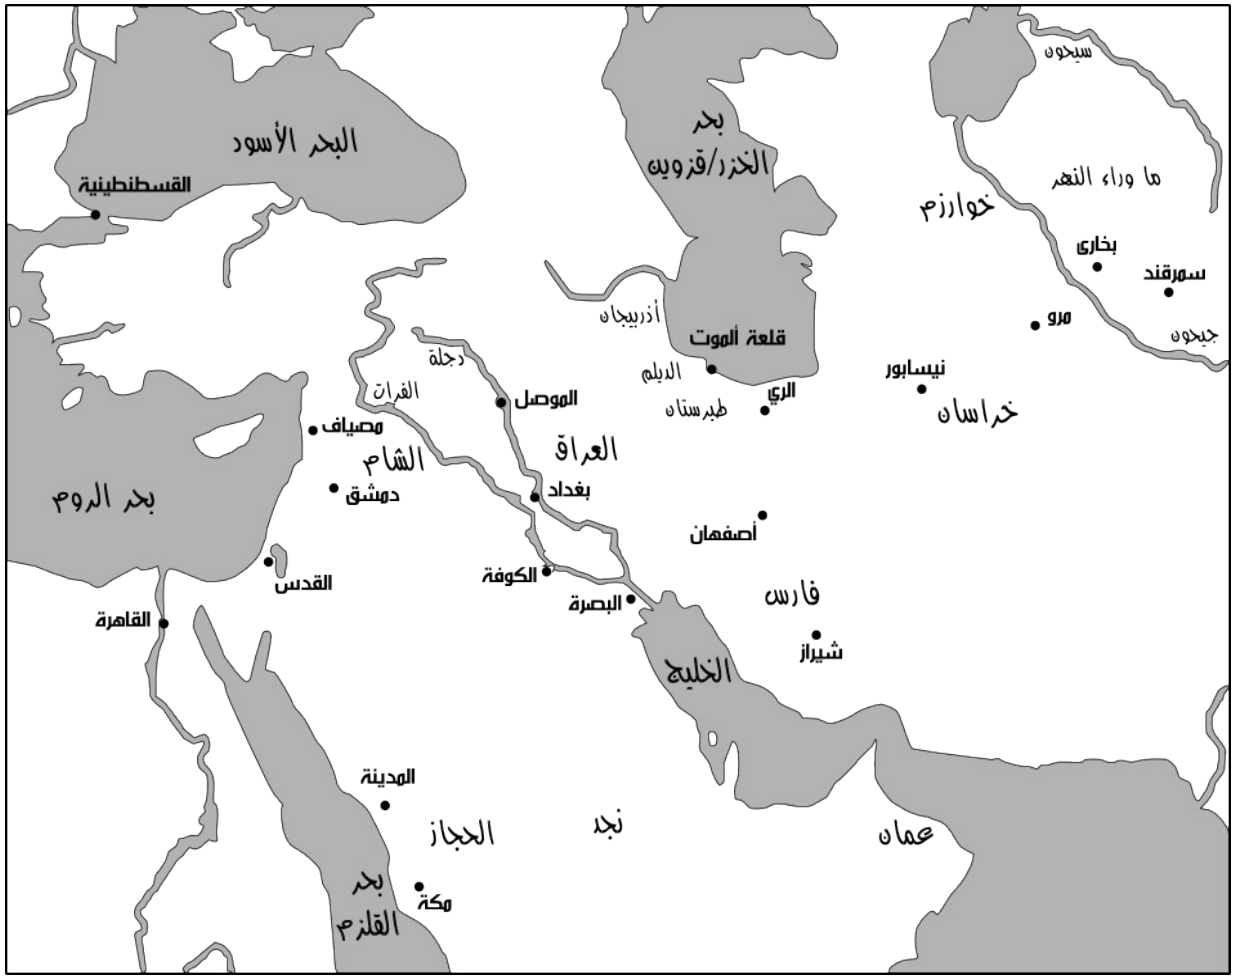 سيحون
بحر
الخزر/قزوين
البحر الأسود
ما وراء النهر
القسطنطينية
خوارزم
بخارى
سمرقند
أذربيجان
مرو
جيحون
قلعة ألموت
دجلة
الديلم
نيسابور
الفرات
الموصل
الري
طبرستان
خراسان
مصياف
العراق
الشام
بغداد
دمشق
بحر الروم
أصفهان
الكوفة
القدس
فارس
البصرة
القاهرة
شيراز
الخليج
المدينة
نجد
الحجاز
عمان
بحر
القلزم
مكة